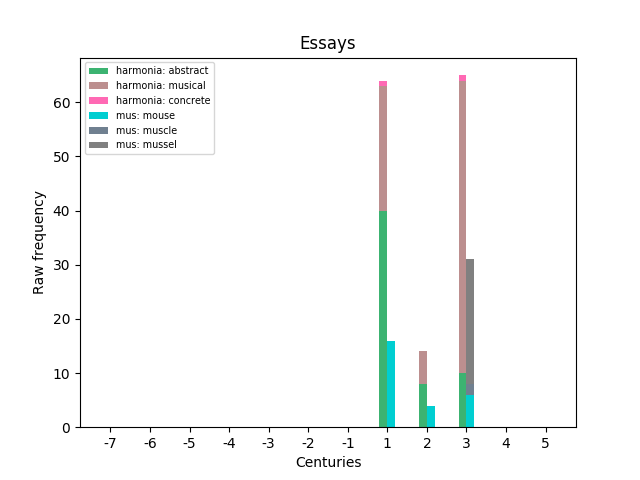 Essays
harmonia: abstract
harmonia: musical
harmonia: concrete
mus: mouse
mus: muscle
mus: mussel
Raw frequency
60
50
40
30
20
10
0
-7 -6 -5 -4 -3 -2 -1 1 2 3 4 5
Centuries